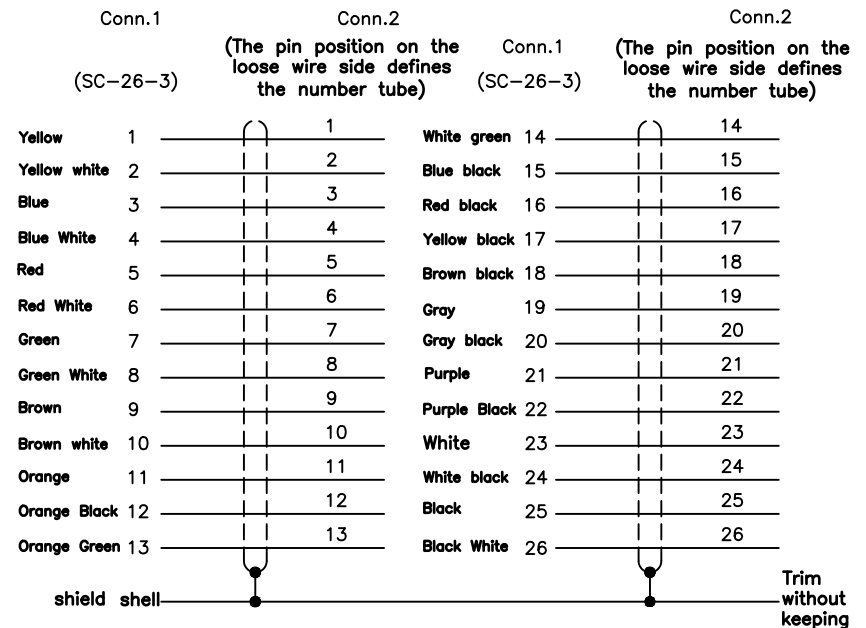 Conn.1 Conn.2
(The pin position on the
loose wire side defines
the number tube)
(SC-26-3)
Yellow 1 1
Yellow white 2 2
Blue 3 3
Blue White 4 4
Red 5 5
Red White 6 6
Green 7 7
Green White 8 8
Brown 9 9
Brown white 10 10
Orange 11 11
Orange Black 12 12
Orange Green 13 13
Conn.2
Conn.1
(The pin position on the
loose wire side defines
the number tube)
(SC-26-3)
White green 14 14
Blue black 15 15
Red black 16 16
Yellow black 17 17
Brown black 18 18
Gray 19 19
Gray black 20 20
Purple 21 21
Purple Black 22 22
White 23 23
White black 24 24
Black 25 25
Black White 26 26
shield shell
Trim
without
keeping